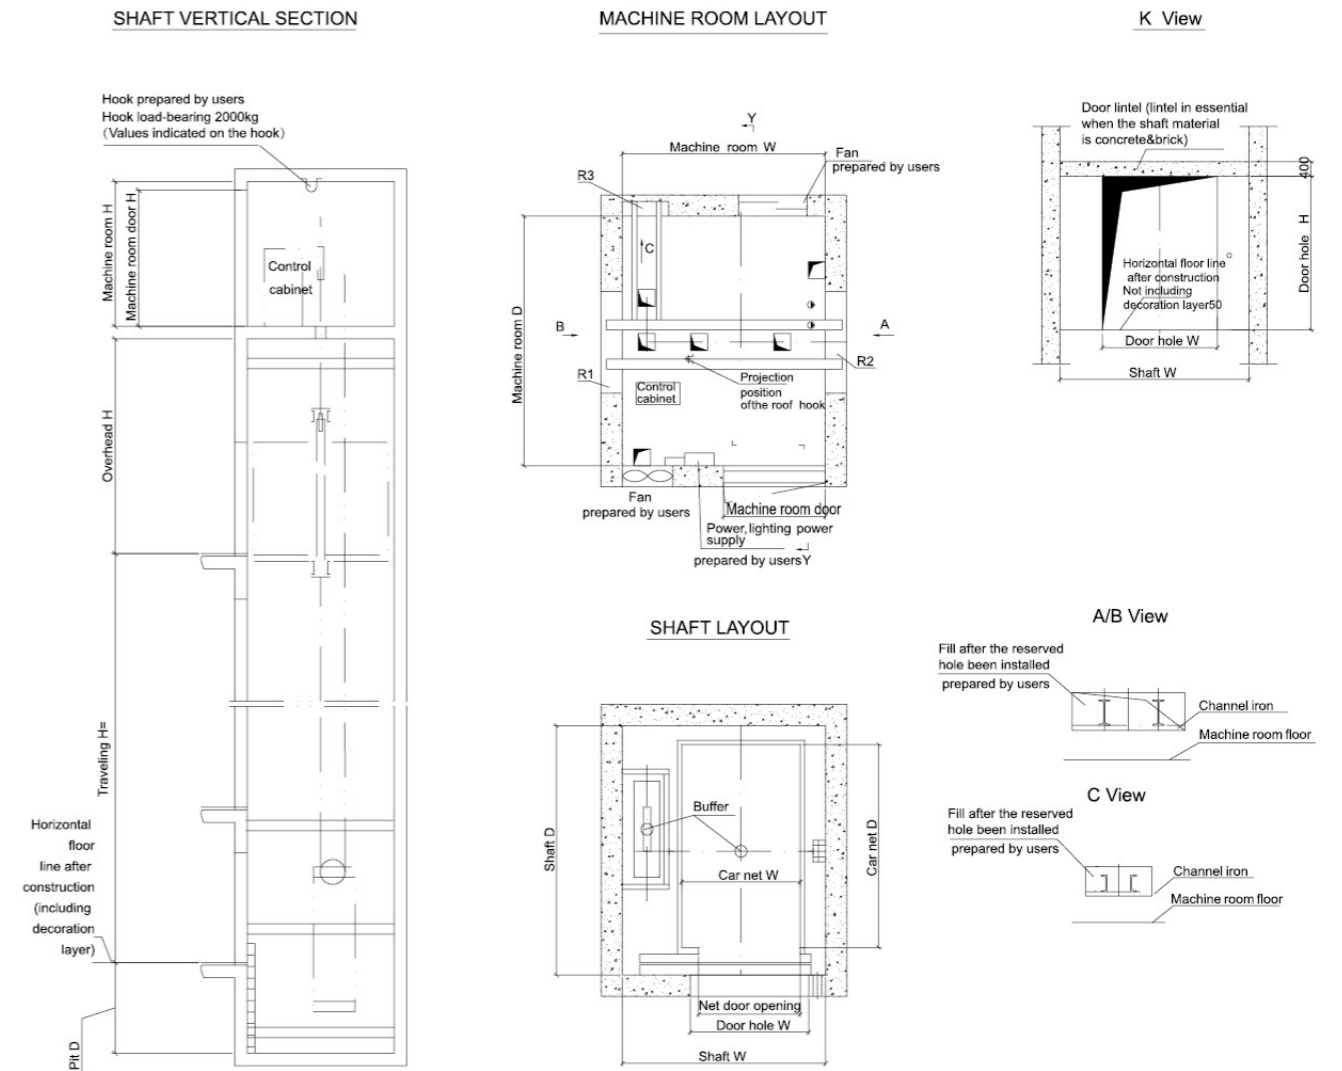 SHAFT VERTICAL SECTION
Hook prepared by users
Hook load-bearing 2000kg
(Values indicated on the hook)
Machine room H
Machine room door H
Control
cabinet
Overhead H
Traveling H=
Horizontal
floor
line after
construction
(including
decoration
layer)
Pit D
MACHINE ROOM LAYOUT
Y
Machine room W
Fan
prepared by users
R3
C
Machine room D
B
A
R1
R2
Control
cabinet
Projection
position
ofthe roof hook
Fan
prepared by users
Machine room door
Power, lighting power
supply
prepared by users
Y
SHAFT LAYOUT
Shaft D
Buffer
Car net W
Car net D
Net door opening
Door hole W
Shaft W
K View
Door lintel (lintel in essential
when the shaft material
is concrete&brick)
400
Door hole H
Horizontal floor line
after construction
Not including
decoration layer50
Door hole W
Shaft W
A/B View
Fill after the reserved
hole been installed
prepared by users
Channel iron
Machine room floor
C View
Fill after the reserved
hole been installed
prepared by users
Channel iron
Machine room floor